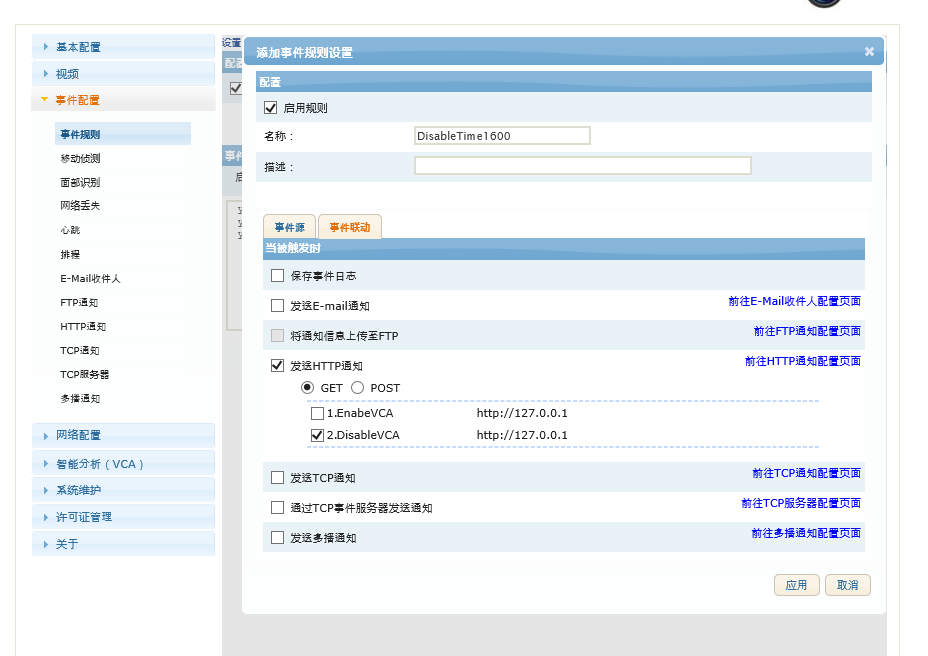 基本配置
视频
事件配置
事件规则
移动侦测
面部识别
网络丢失
心跳
排程
E-Mail收件人
FTP通知
HTTP通知
TCP通知
TCP服务器
多播通知
网络配置
智能分析 ( VCA )
系统维护
许可证管理
关于
设置
添加事件规则设置
配置
启用规则
名称 :
DisableTime1600
描述 :
事件源
事件联动
当被触发时
保存事件日志
发送E-mail通知
前往E-Mail收件人配置页面
将通知信息上传至FTP
前往FTP通知配置页面
发送HTTP通知
前往HTTP通知配置页面
GET POST
1.EnabeVCA http://127.0.0.1
2.DisableVCA http://127.0.0.1
发送TCP通知
前往TCP通知配置页面
通过TCP事件服务器发送通知
前往TCP服务器配置页面
发送多播通知
前往多播通知配置页面
应用
取消